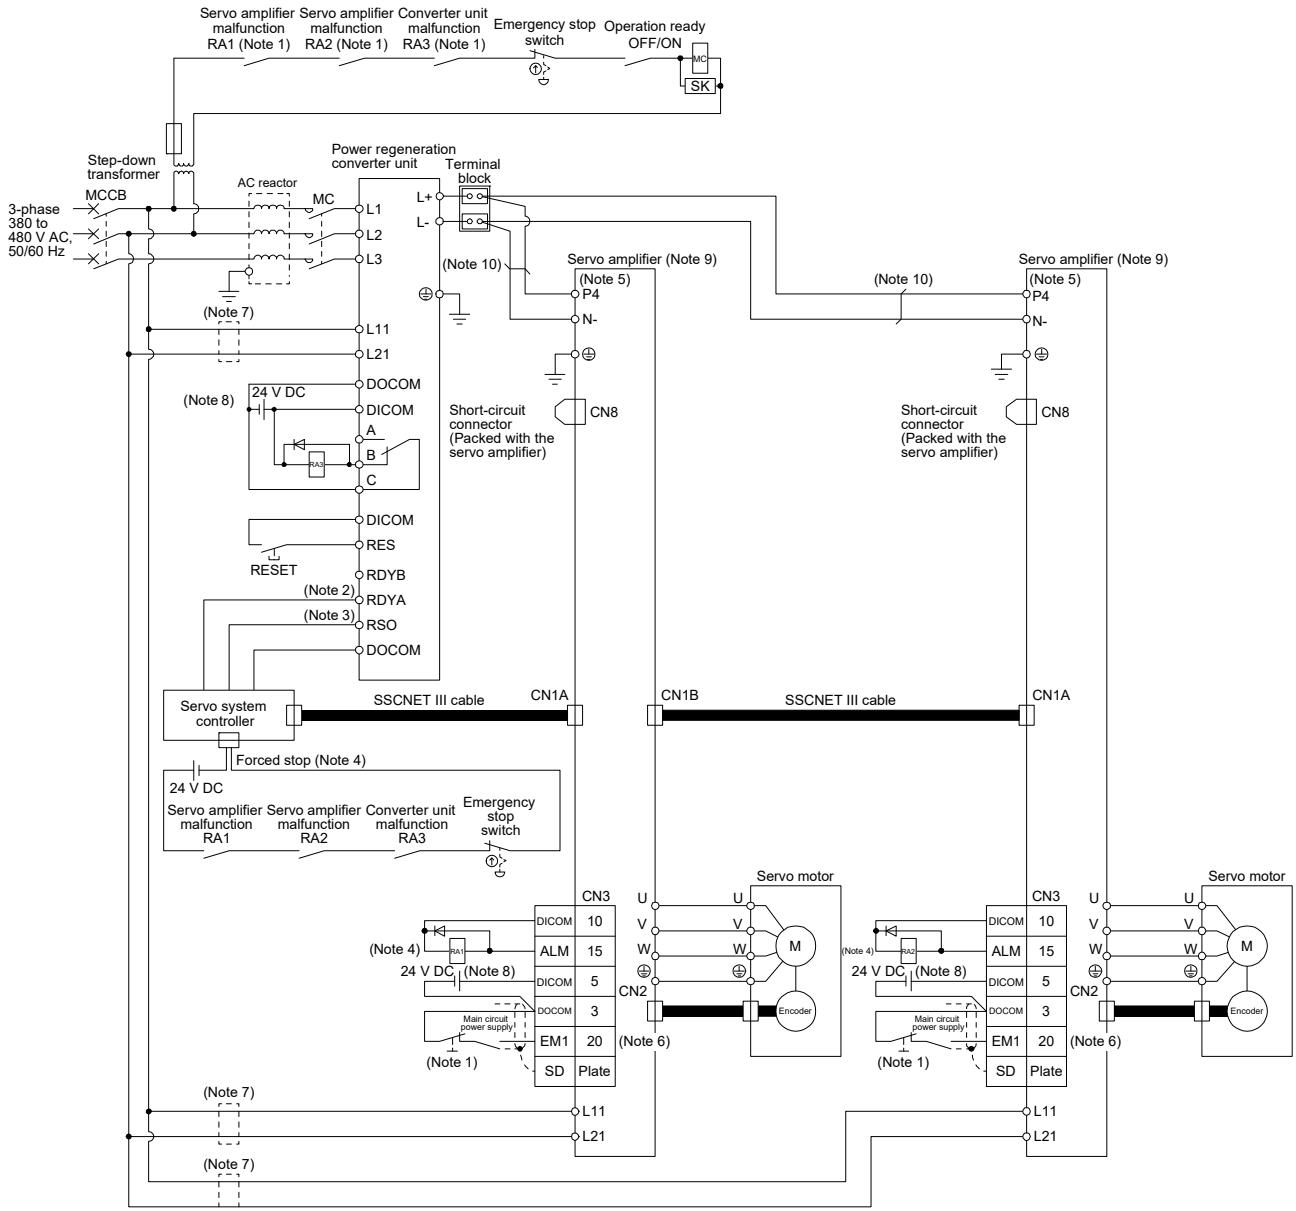 Servo amplifier
malfunction
RA1 (Note 1)
Servo amplifier
malfunction
RA2 (Note 1)
Converter unit
malfunction
RA3 (Note 1)
Emergency stop
switch
Operation ready
OFF/ON
MC
SK
Step-down
transformer
MCCB
AC reactor
MC
Power regeneration
converter unit
Terminal
block
3-phase
380 to
480 V AC,
50/60 Hz
L1
L2
L3
L+
L-
(Note 7)
L11
L21
(Note 10)
Servo amplifier (Note 9)
(Note 5)
P4
N-
(Note 10)
Servo amplifier (Note 9)
(Note 5)
P4
N-
DOCOM
24 V DC
(Note 8)
DICOM
A
B
RA3
C
Short-circuit
connector
(Packed with the
servo amplifier)
CN8
Short-circuit
connector
(Packed with the
servo amplifier)
CN8
DICOM
RES
RESET
RDYB
(Note 2)
RDYA
(Note 3)
RSO
DOCOM
Servo system
controller
SSCNET III cable
CN1A
CN1B
SSCNET III cable
CN1A
Forced stop (Note 4)
24 V DC
Servo amplifier
malfunction
RA1
Servo amplifier
malfunction
RA2
Converter unit
malfunction
RA3
Emergency
stop
switch
CN3
DICOM 10
ALM 15
DICOM 5
DOCOM 3
EM1 20
SD Plate
(Note 4)
RA1
24 V DC
(Note 8)
Main circuit
power supply
(Note 1)
U
V
W
U
V
W
Servo motor
M
Encoder
CN2
(Note 6)
CN3
DICOM 10
ALM 15
DICOM 5
DOCOM 3
EM1 20
SD Plate
(Note 4)
RA2
24 V DC
(Note 8)
Main circuit
power supply
(Note 1)
U
V
W
U
V
W
Servo motor
M
Encoder
CN2
(Note 6)
(Note 7)
L11
L21
L11
L21
(Note 7)